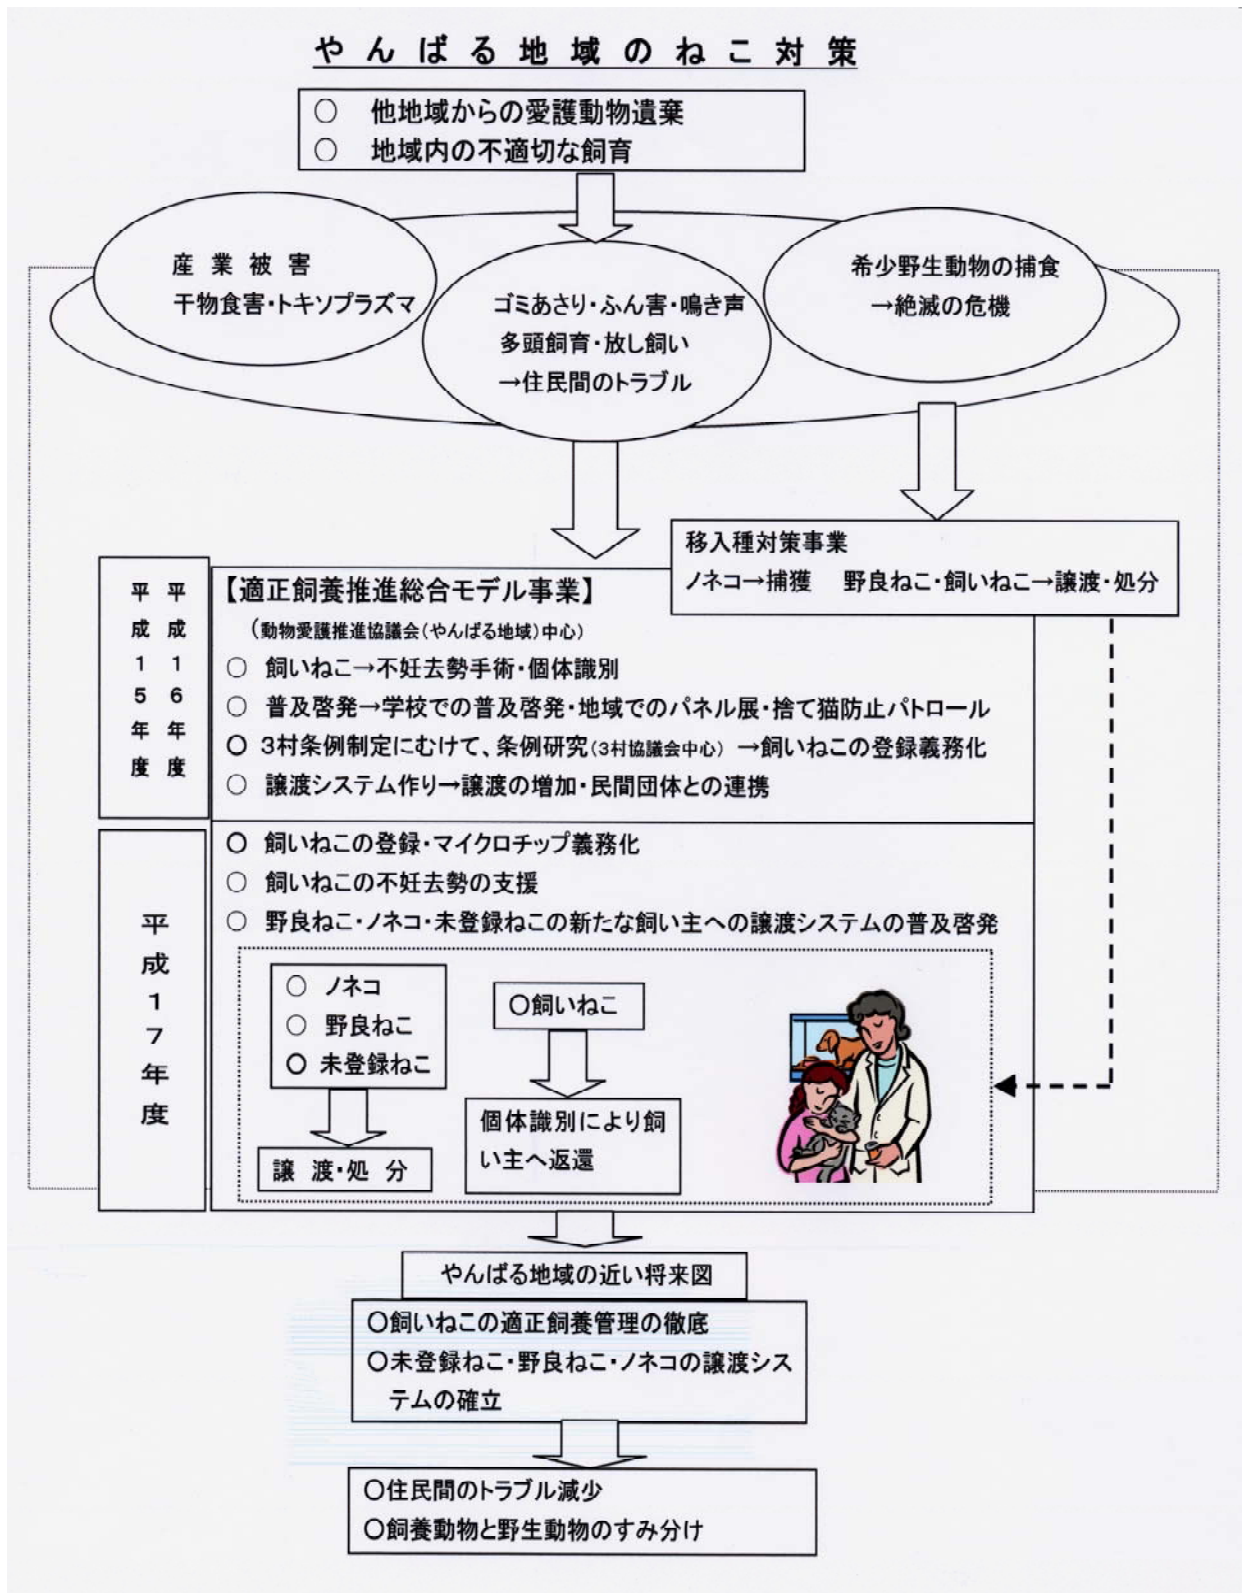 やんばる地域のねこ対策
○ 他地域からの愛護動物遺棄
○ 地域内の不適切な飼育
産業被害
干物食害・トキソプラズマ
ゴミあさり・ふん害・鳴き声
多頭飼育・放し飼い
→住民間のトラブル
希少野生動物の捕食
→絶滅の危機
移入種対策事業
ノネコ→捕獲 野良ねこ・飼いねこ→譲渡・処分
平成15年度
平成16年度
【適正飼養推進総合モデル事業】
(動物愛護推進協議会(やんばる地域)中心)
○ 飼いねこ→不妊去勢手術・個体識別
○ 普及啓発→学校での普及啓発・地域でのパネル展・捨て猫防止パトロール
○ 3村条例制定にむけて、条例研究(3村協議会中心) →飼いねこの登録義務化
○ 譲渡システム作り→譲渡の増加・民間団体との連携
平成17年度
○ 飼いねこの登録・マイクロチップ義務化
○ 飼いねこの不妊去勢の支援
○ 野良ねこ・ノネコ・未登録ねこの新たな飼い主への譲渡システムの普及啓発
○ ノネコ
○ 野良ねこ
○ 未登録ねこ
譲渡・処分
○飼いねこ
個体識別により飼
い主へ返還
やんばる地域の近い将来図
○飼いねこの適正飼養管理の徹底
○未登録ねこ・野良ねこ・ノネコの譲渡シス
テムの確立
○住民間のトラブル減少
○飼養動物と野生動物のすみ分け